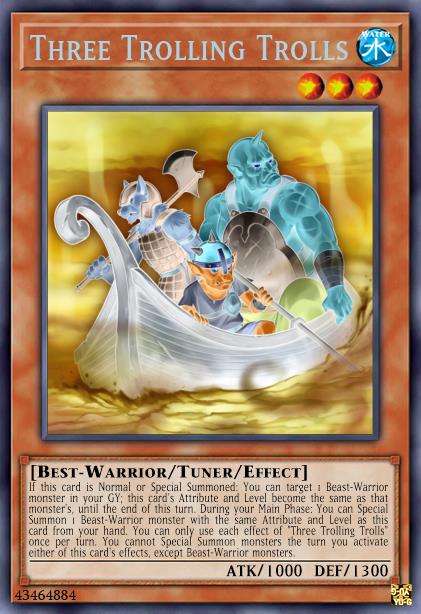 THREE TROLLING TROLLS
WATER
水
[BEST-WARRIOR/TUNER/EFFECT]
If this card is Normal or Special Summoned: You can target 1 Beast-Warrior
monster in your GY; this card's Attribute and Level become the same as that
monster's, until the end of this turn. During your Main Phase: You can Special
Summon 1 Beast-Warrior monster with the same Attribute and Level as this
card from your hand. You can only use each effect of "Three Trolling Trolls"
once per turn. You cannot Special Summon monsters the turn you activate
either of this card's effects, except Beast-Warrior monsters.
ATK/1000 DEF/1300
43464884